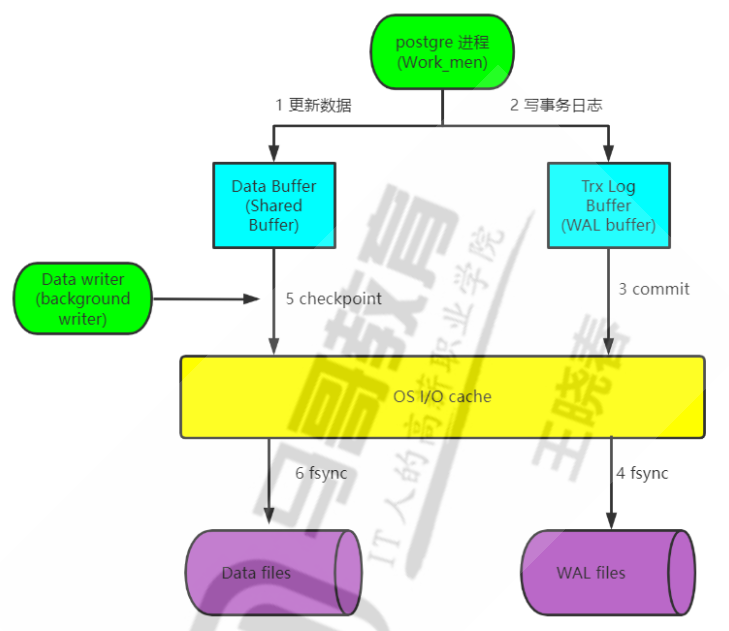 postgre 进程
(Work_men)
1 更新数据
2 写事务日志
Data Buffer
(Shared
Buffer)
Trx Log
Buffer
(WAL buffer)
Data writer
(background
writer)
5 checkpoint
3 commit
OS I/O cache
6 fsync
4 fsync
Data files
WAL files
马哥教育
IT人的高薪职业学院
王晓春